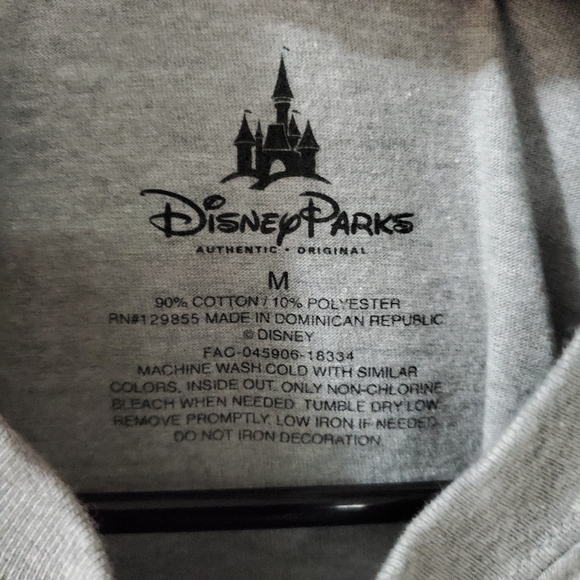 Disney Parks
AUTHENTIC • ORIGINAL
M
90% COTTON / 10% POLYESTER
RN#129855 MADE IN DOMINICAN REPUBLIC
© DISNEY
FAC-045906-18334
MACHINE WASH COLD WITH SIMILAR
COLORS, INSIDE OUT. ONLY NON-CHLORINE
BLEACH WHEN NEEDED. TUMBLE DRY LOW.
REMOVE PROMPTLY. LOW IRON IF NEEDED.
DO NOT IRON DECORATION.